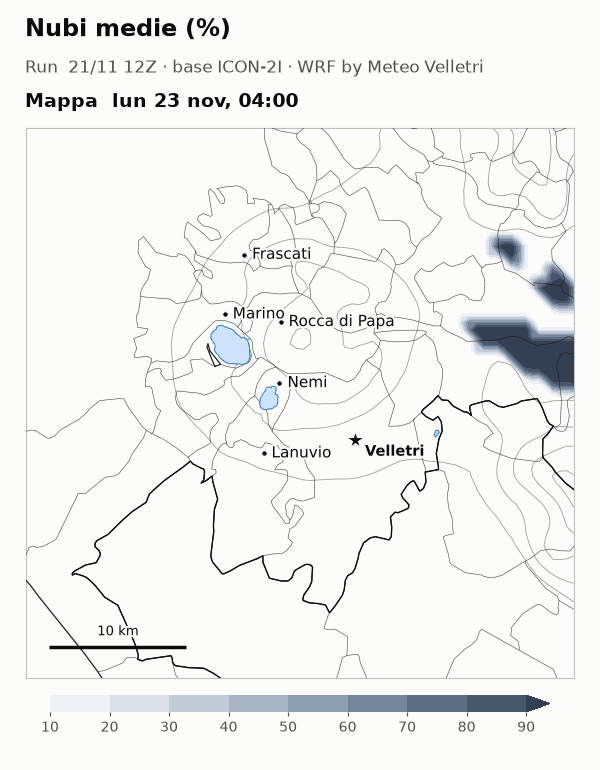 Nubi medie (%)
Run  21/11 12Z · base ICON-2I · WRF by Meteo Velletri
Mappa  lun 23 nov, 04:00
Frascati
Marino
Rocca di Papa
Nemi
Velletri
Lanuvio
10 km
10 20 30 40 50 60 70 80 90